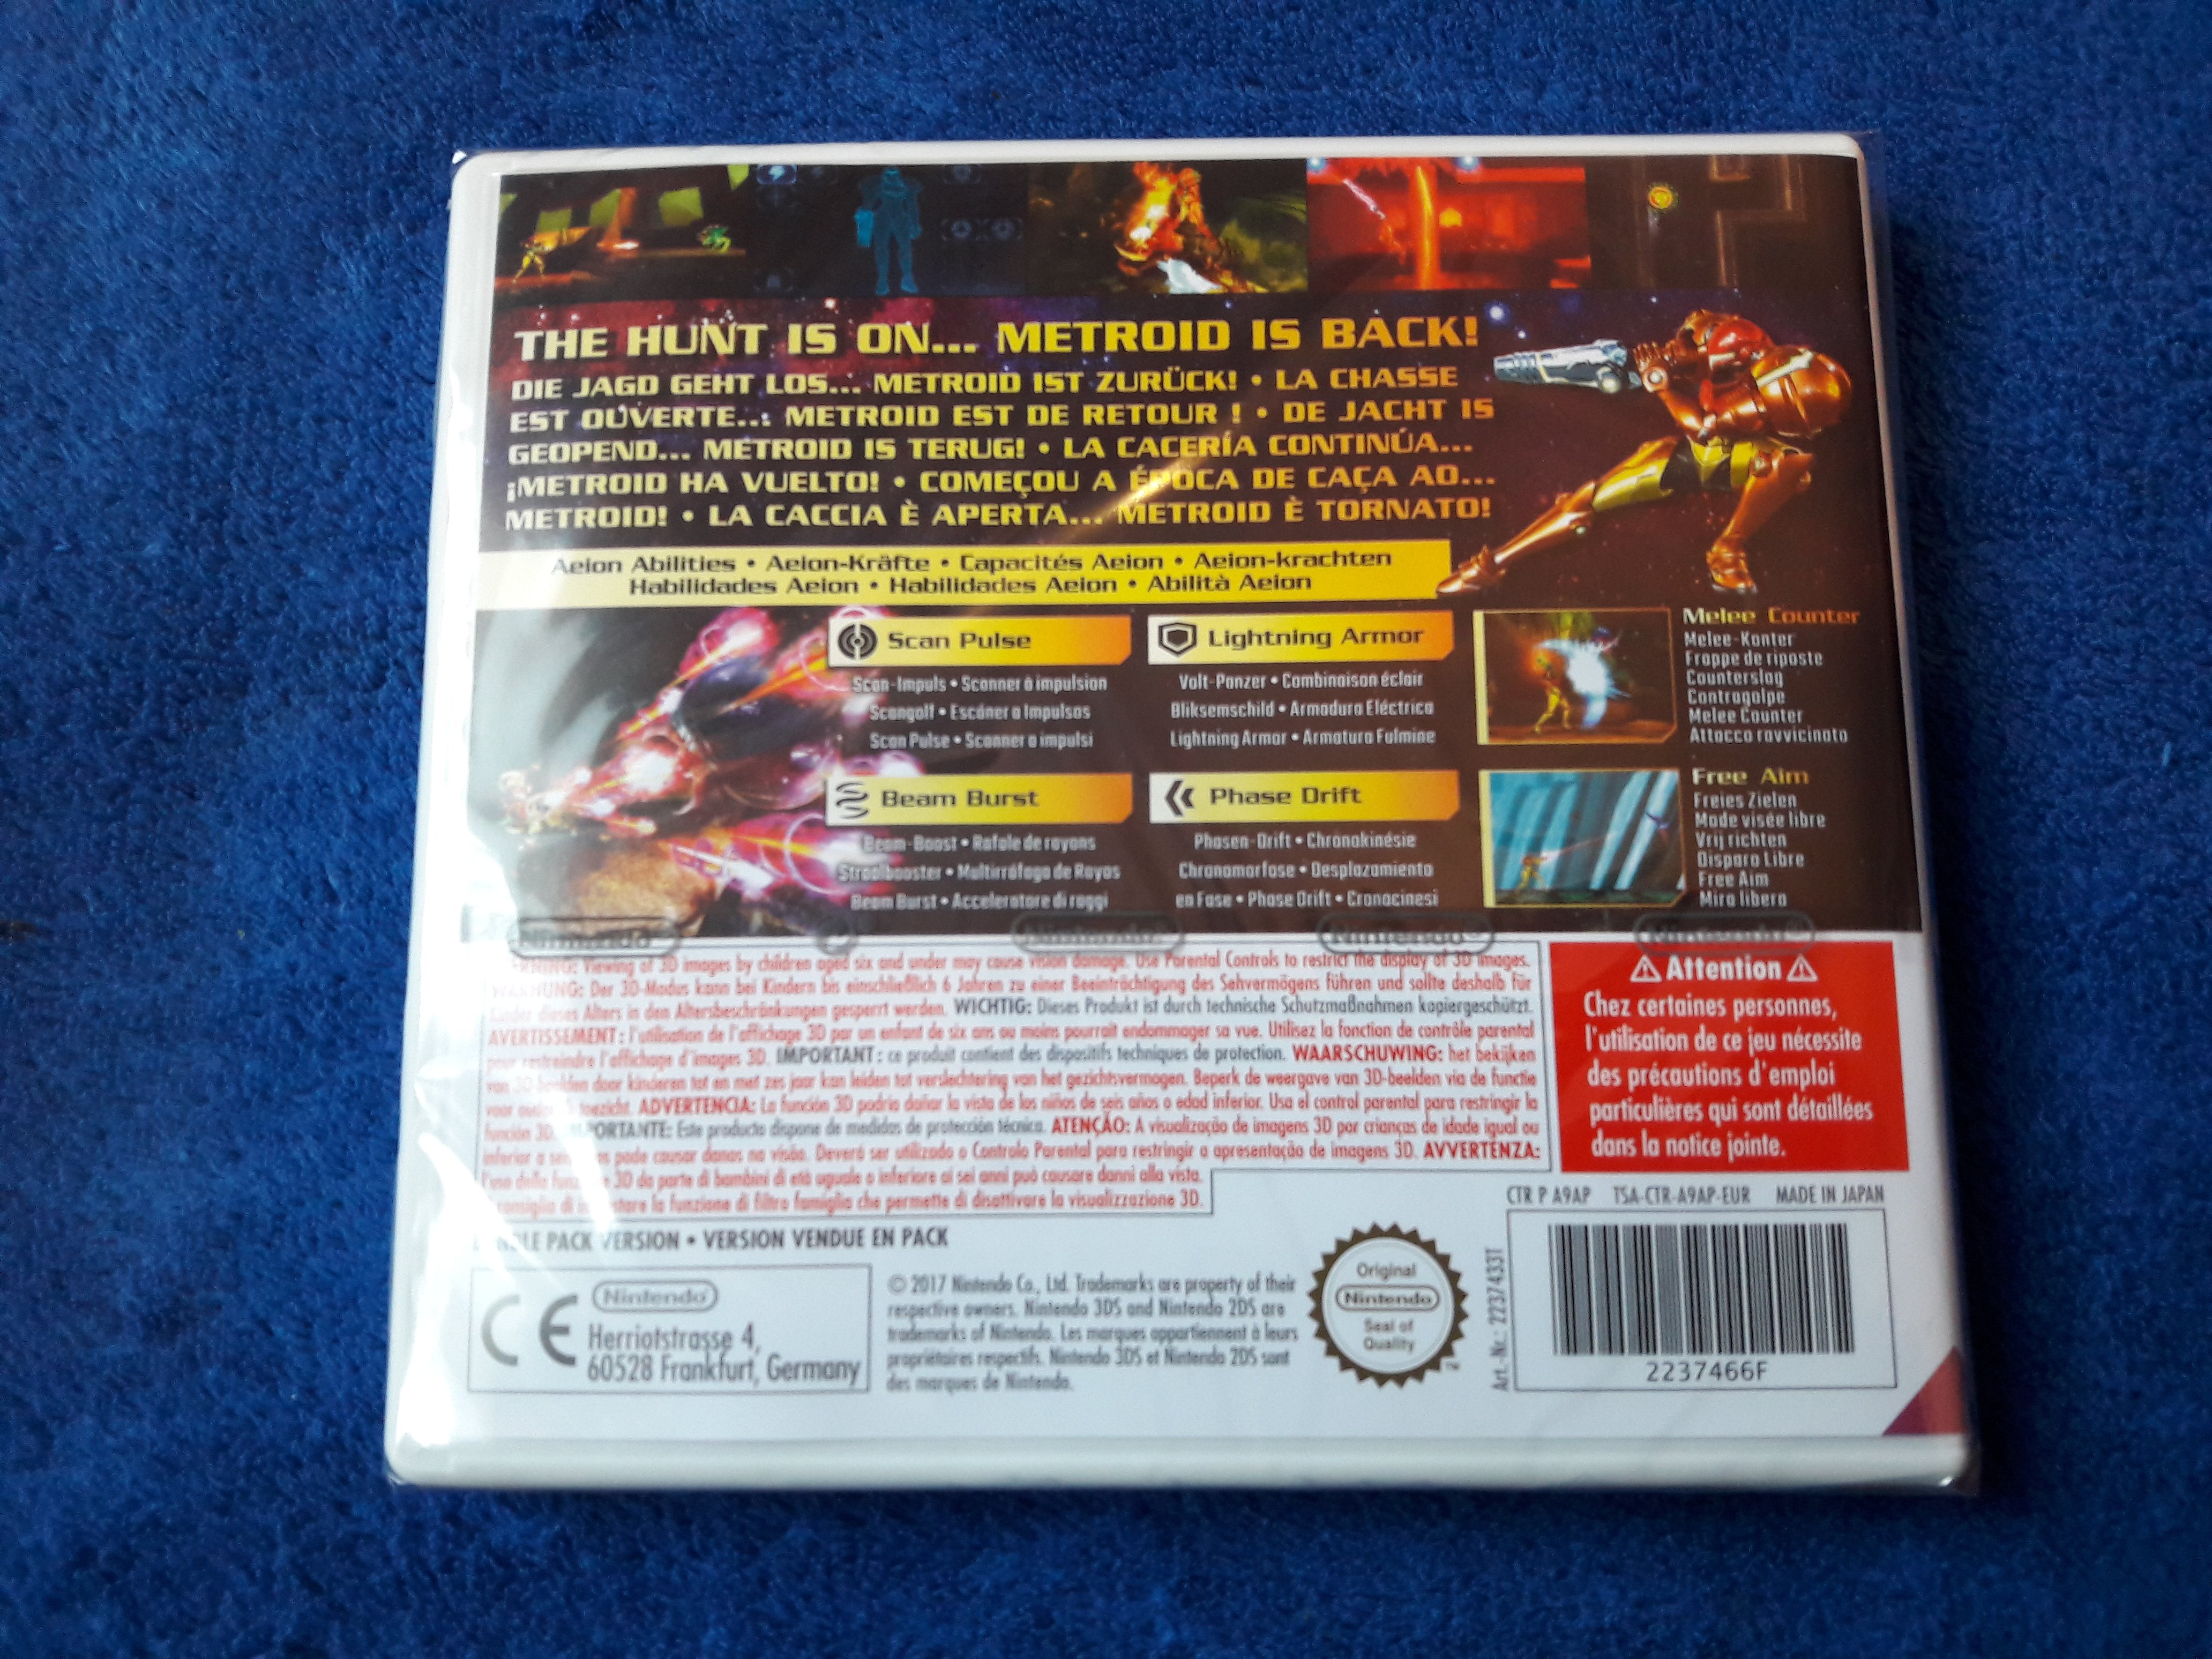 THE HUNT IS ON... METROID IS BACK!
DIE JAGD GEHT LOS... METROID IST ZURÜCK! • LA CHASSE
EST OUVERTE... METROID EST DE RETOUR ! • DE JACHT IS
GEOPEND... METROID IS TERUG! • LA CACERÍA CONTINÚA...
¡METROID HA VUELTO! • COMEÇOU A ÉPOCA DE CAÇA AO...
METROID! • LA CACCIA È APERTA... METROID È TORNATO!
Aeion Abilities • Aeion-Kräfte • Capacités Aeion • Aeion-krachten
Habilidades Aeion • Habilidades Aeion • Abilità Aeion
Scan Pulse
Scan-Impuls • Scanner à impulsion
Scangolf • Escáner a Impulsos
Scan Pulse • Scanner a impulsi
Lightning Armor
Volt-Panzer • Combinaison éclair
Bliksemschild • Armadura Eléctrica
Lightning Armor • Armatura Fulmine
Melee Counter
Melee-Konter
Frappe de riposte
Counterslag
Contragolpe
Melee Counter
Attacco ravvicinato
Beam Burst
Beam-Boost • Rafale de rayons
Straalbooster • Multirráfaga de Rayos
Beam Burst • Acceleratore di raggi
Phase Drift
Phasen-Drift • Chronokinésie
Chronomorfose • Desplazamiento
en Fase • Phase Drift • Cronocinesi
Free Aim
Freies Zielen
Mode visée libre
Vrij richten
Disparo Libre
Free Aim
Mira libera
Nintendo Nintendo Nintendo Nintendo
Viewing of 3D images by children aged six and under may cause vision damage. Use Parental Controls to restrict the display of 3D images.
Der 3D-Modus kann bei Kindern bis einschließlich 6 Jahren zu einer Beeinträchtigung des Sehvermögens führen und sollte deshalb für
Kinder dieses Alters in den Altersbeschränkungen gesperrt werden. WICHTIG: Dieses Produkt ist durch technische Schutzmaßnahmen kopiergeschützt.
AVERTISSEMENT : l'utilisation de l'affichage 3D par un enfant de six ans ou moins pourrait endommager sa vue. Utilisez la fonction de contrôle parental
pour restreindre l'affichage d'images 3D. IMPORTANT : ce produit contient des dispositifs techniques de protection. WAARSCHUWING: het bekijken
van 3D-beelden door kinderen tot en met zes jaar kan leiden tot verslechtering van het gezichtsvermogen. Beperk de weergave van 3D-beelden via de functie
voor toezicht. ADVERTENCIA: La función 3D podría dañar la vista de los niños de seis años o edad inferior. Usa el control parental para restringir la
función 3D. IMPORTANTE: Este producto dispone de medidas de protección técnica. ATENÇÃO: A visualização de imagens 3D por crianças de idade igual ou
inferior a seis pode causar danos na visão. Deverá ser utilizado o Controlo Parental para restringir a apresentação de imagens 3D. AVVERTENZA:
l'uso della funzione 3D da parte di bambini di età uguale o inferiore ai sei anni può causare danni alla vista.
consiglia di impostare la funzione di filtro famiglia che permette di disattivare la visualizzazione 3D.
⚠ Attention ⚠
Chez certaines personnes,
l'utilisation de ce jeu nécessite
des précautions d'emploi
particulières qui sont détaillées
dans la notice jointe.
CTR P A9AP TSA-CTR-A9AP-EUR MADE IN JAPAN
PACK VERSION • VERSION VENDUE EN PACK
CE
Nintendo
Herriotstrasse 4,
60528 Frankfurt, Germany
© 2017 Nintendo Co., Ltd. Trademarks are property of their
respective owners. Nintendo 3DS and Nintendo 2DS are
trademarks of Nintendo. Les marques appartiennent à leurs
propriétaires respectifs. Nintendo 3DS et Nintendo 2DS sont
des marques de Nintendo.
Original
Nintendo
Seal of
Quality
TM
Art.-Nr.: 2237433T
2237466F